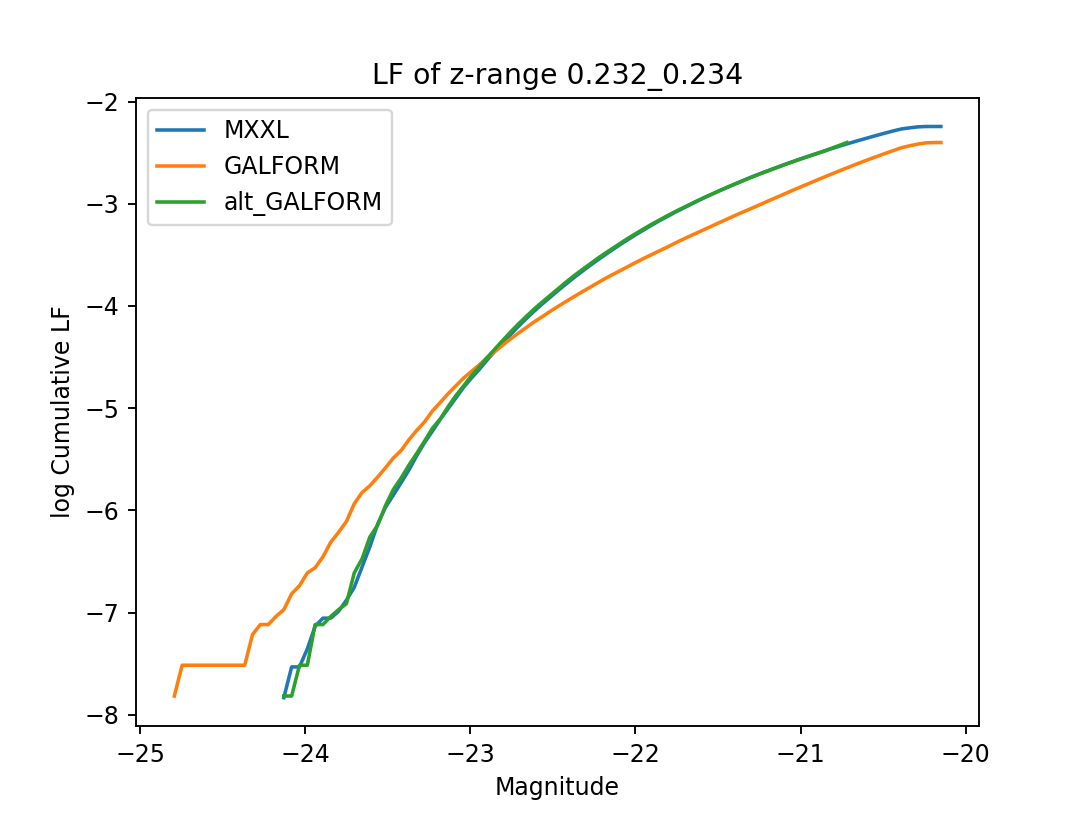 LF of z-range 0.232_0.234
MXXL
GALFORM
alt_GALFORM
log Cumulative LF
−2
−3
−4
−5
−6
−7
−8
−25
−24
−23
−22
−21
−20
Magnitude